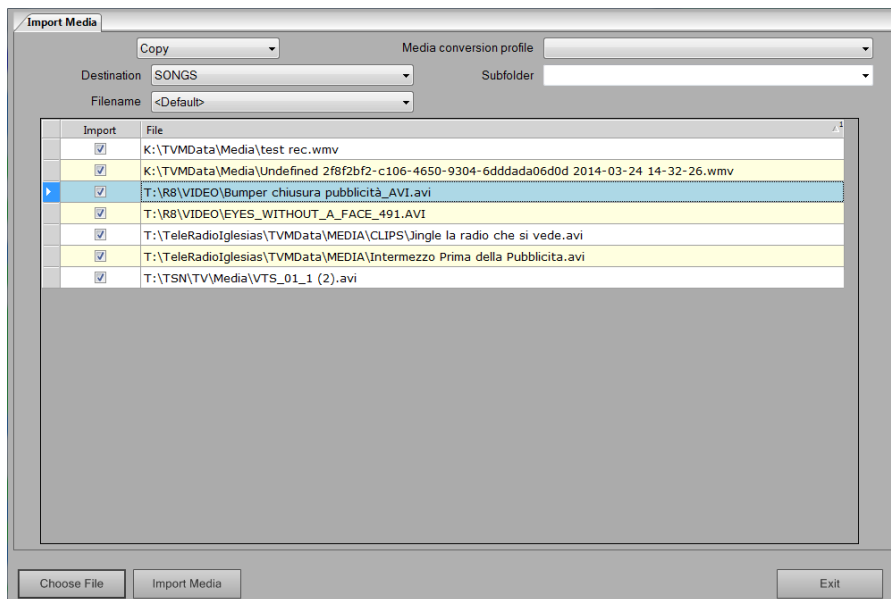 Import Media
Copy Media conversion profile
Destination SONGS Subfolder
Filename <Default>
Import File 1
K:\TVMData\Media\test rec.wmv
K:\TVMData\Media\Undefined 2f8f2bf2-c106-4650-9304-6dddada06d0d 2014-03-24 14-32-26.wmv
T:\R8\VIDEO\Bumper chiusura pubblicità_AVI.avi
T:\R8\VIDEO\EYES_WITHOUT_A_FACE_491.AVI
T:\TeleRadioIglesias\TVMData\MEDIA\CLIPS\Jingle la radio che si vede.avi
T:\TeleRadioIglesias\TVMData\MEDIA\Intermezzo Prima della Pubblicita.avi
T:\TSN\TV\Media\VTS_01_1 (2).avi
Choose File Import Media Exit